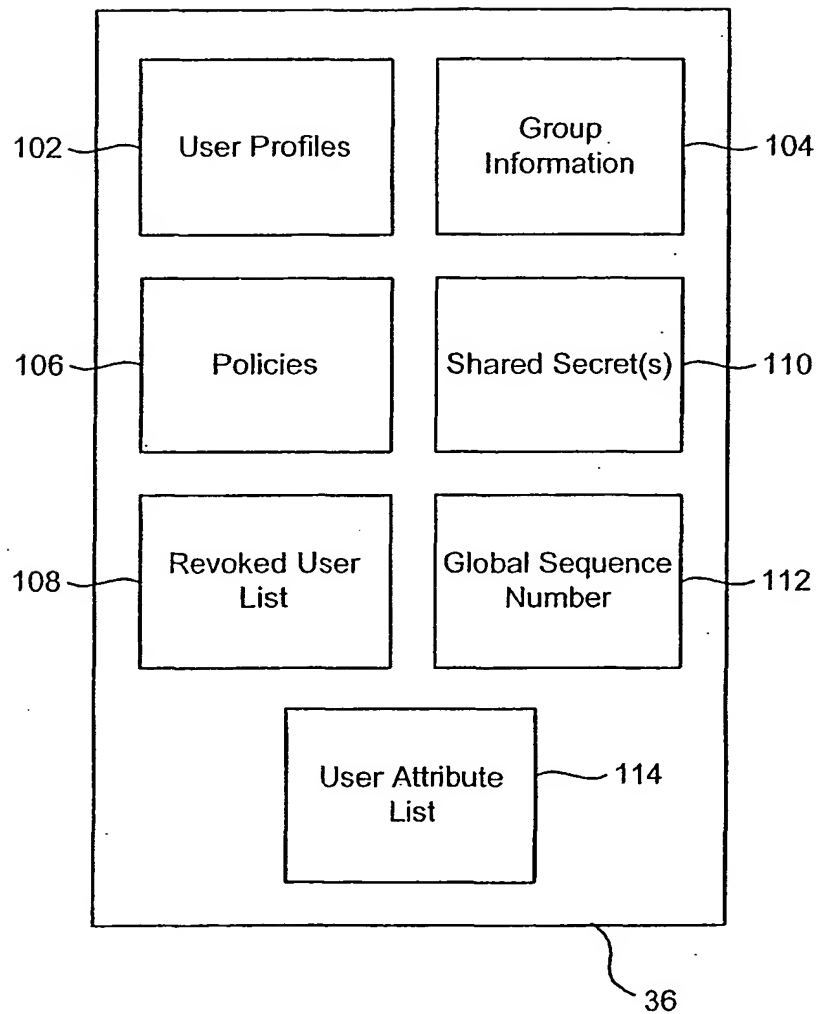 102
User Profiles
Group
Information
104
106
Policies
Shared Secret(s)
110
108
Revoked User
List
Global Sequence
Number
112
User Attribute
List
114
36